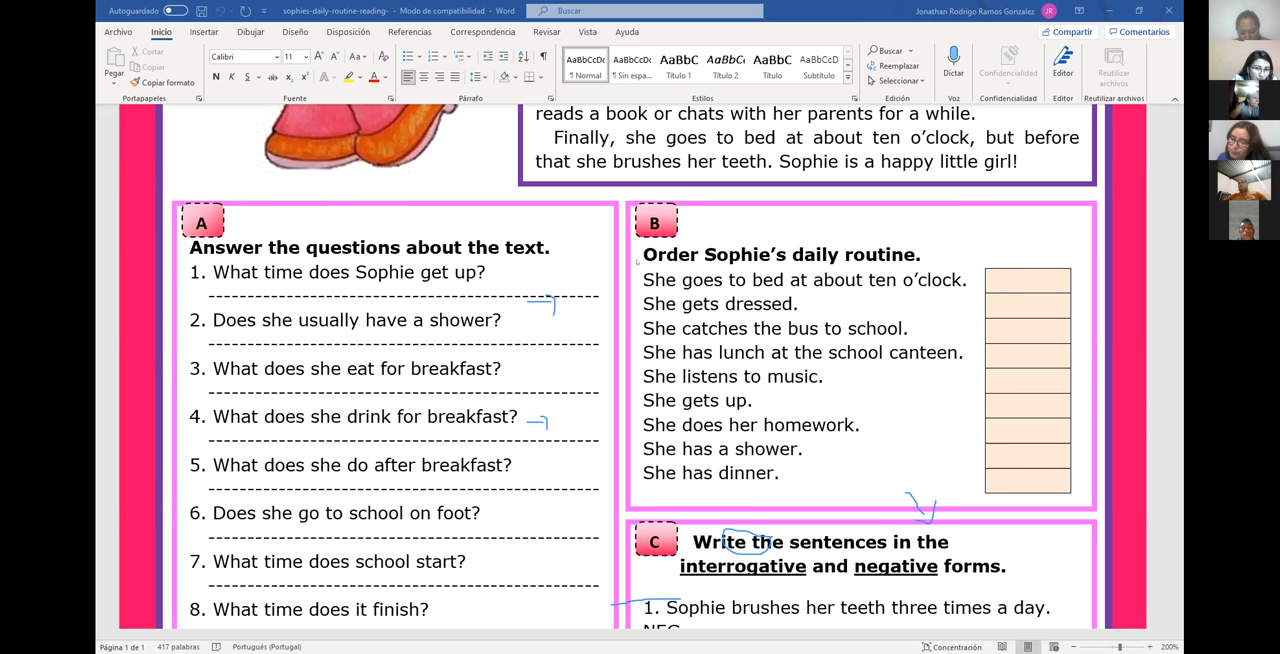 Autoguardado
sophies-daily-routine-reading- - Modo de compatibilidad - Word
Buscar
Jonathan Rodrigo Ramos Gonzalez
JR
Archivo
Inicio
Insertar
Dibujar
Diseño
Disposición
Referencias
Correspondencia
Revisar
Vista
Ayuda
Compartir
Comentarios
Pegar
Cortar
Copiar
Copiar formato
Portapapeles
Calibri
11
N K S
Fuente
Párrafo
AaBbCcDc
¶ Normal
AaBbCcDc
¶ Sin espa...
AaBbC
Título 1
AaBbCc
Título 2
AaBbC
Título
AaBbCcD
Subtítulo
Estilos
Buscar
Reemplazar
Seleccionar
Edición
Dictar
Voz
Confidencialidad
Confidencialidad
Editor
Editor
Reutilizar archivos
Reutilizar archivos
reads a book or chats with her parents for a while.
Finally, she goes to bed at about ten o’clock, but before
that she brushes her teeth. Sophie is a happy little girl!
A
Answer the questions about the text.
1. What time does Sophie get up?
2. Does she usually have a shower?
3. What does she eat for breakfast?
4. What does she drink for breakfast?
5. What does she do after breakfast?
6. Does she go to school on foot?
7. What time does school start?
8. What time does it finish?
B
Order Sophie’s daily routine.
She goes to bed at about ten o’clock.
She gets dressed.
She catches the bus to school.
She has lunch at the school canteen.
She listens to music.
She gets up.
She does her homework.
She has a shower.
She has dinner.
C
Write the sentences in the
interrogative and negative forms.
1. Sophie brushes her teeth three times a day.
Página 1 de 1
417 palabras
Portugués (Portugal)
Concentración
200%